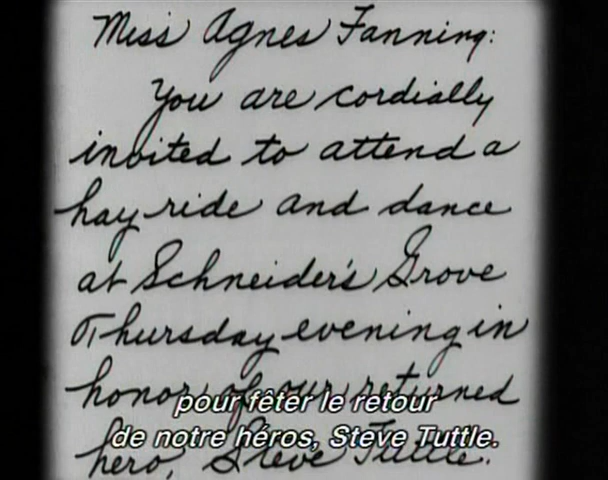 Miss Agnes Fanning:
You are cordially
invited to attend a
hay ride and dance
at Schneider's Grove
Thursday evening in
honor of our returned
hero, Steve Tuttle.
pour fêter le retour
de notre héros, Steve Tuttle.